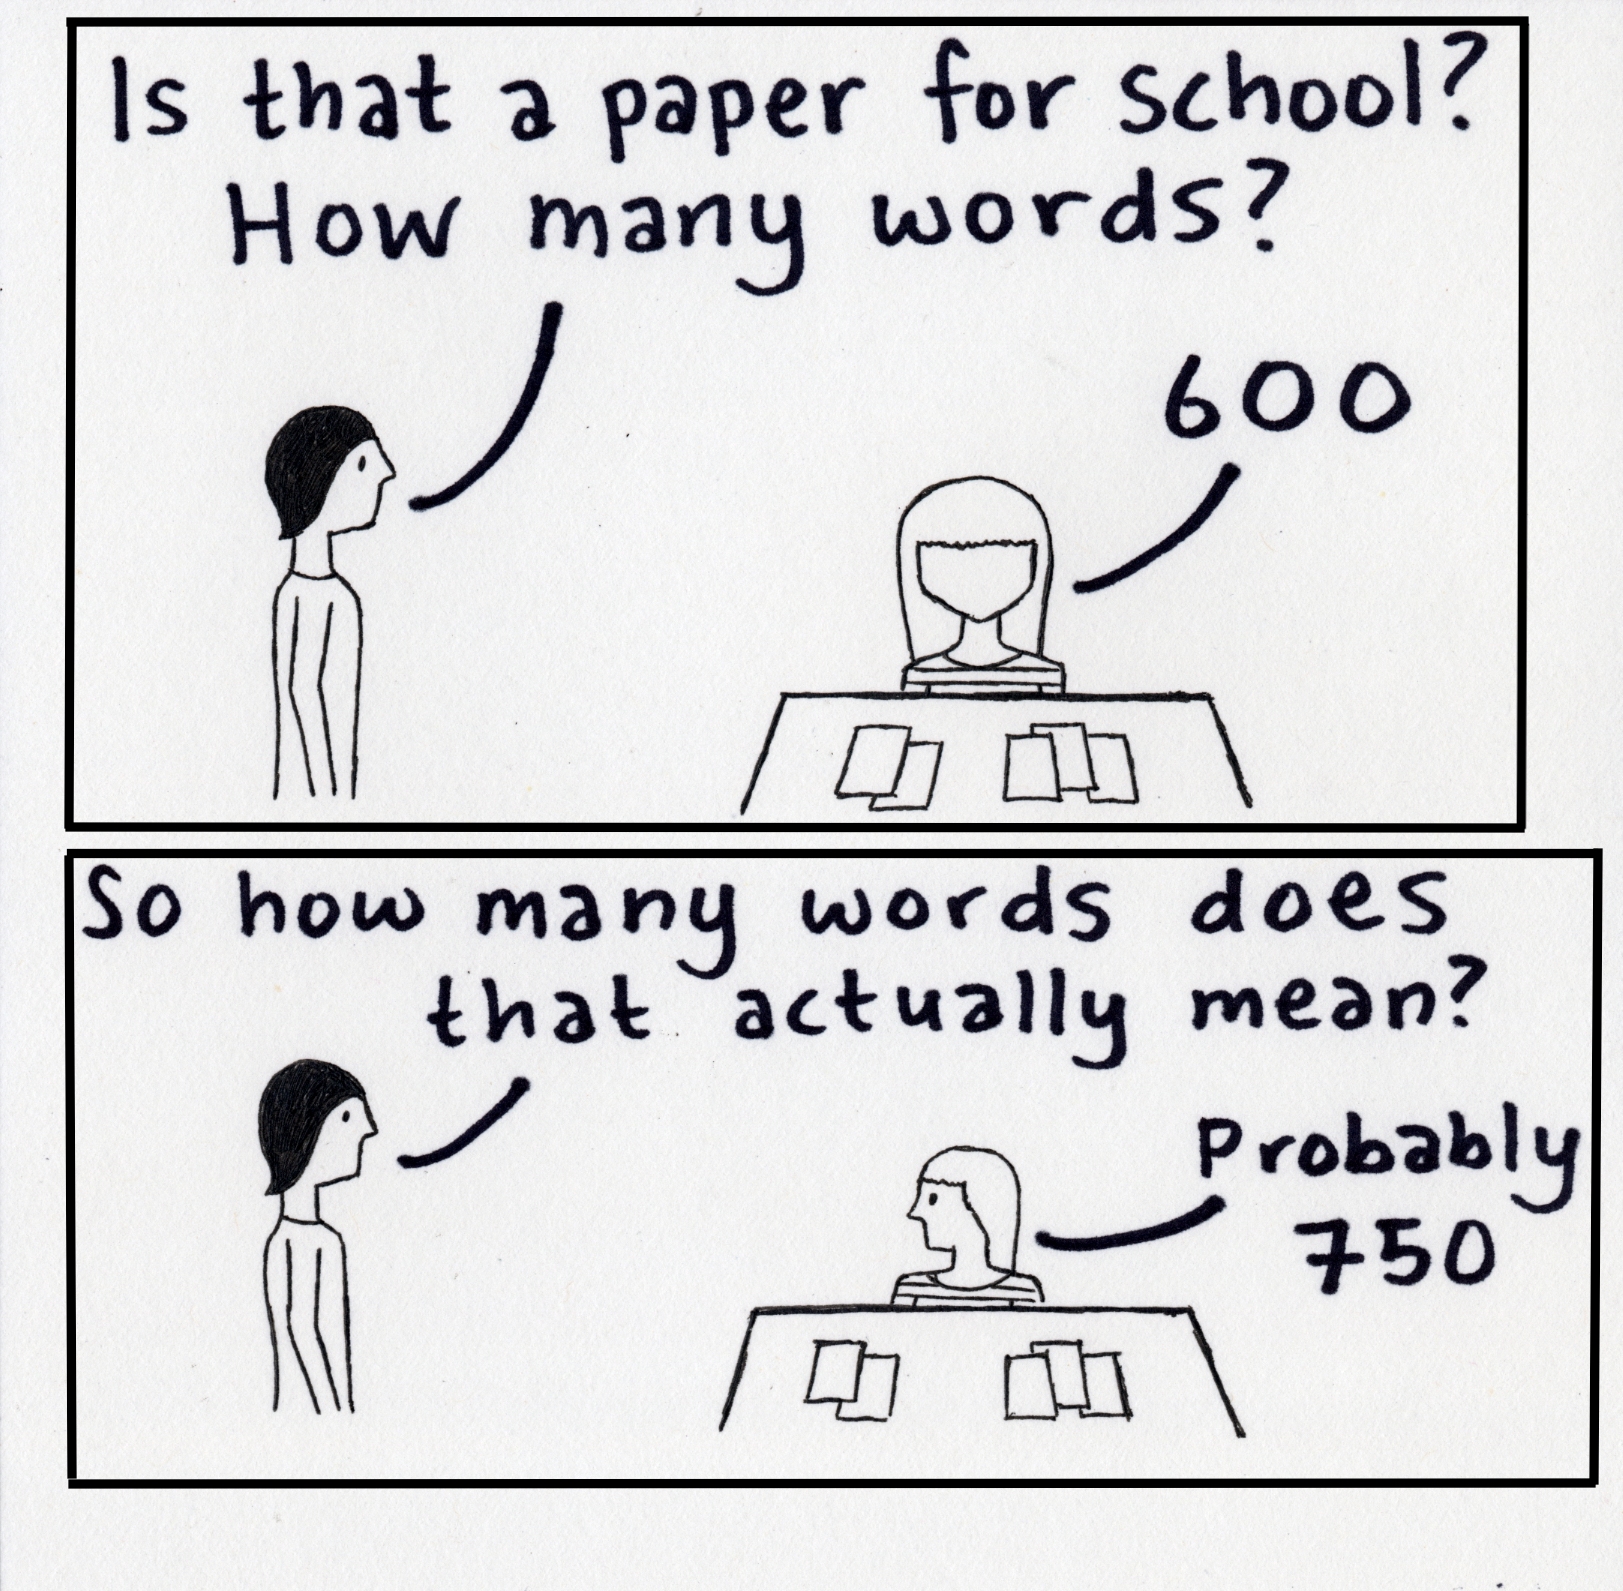 Is that a paper for school?
How many words?
600
So how many words does
that actually mean?
Probably
750